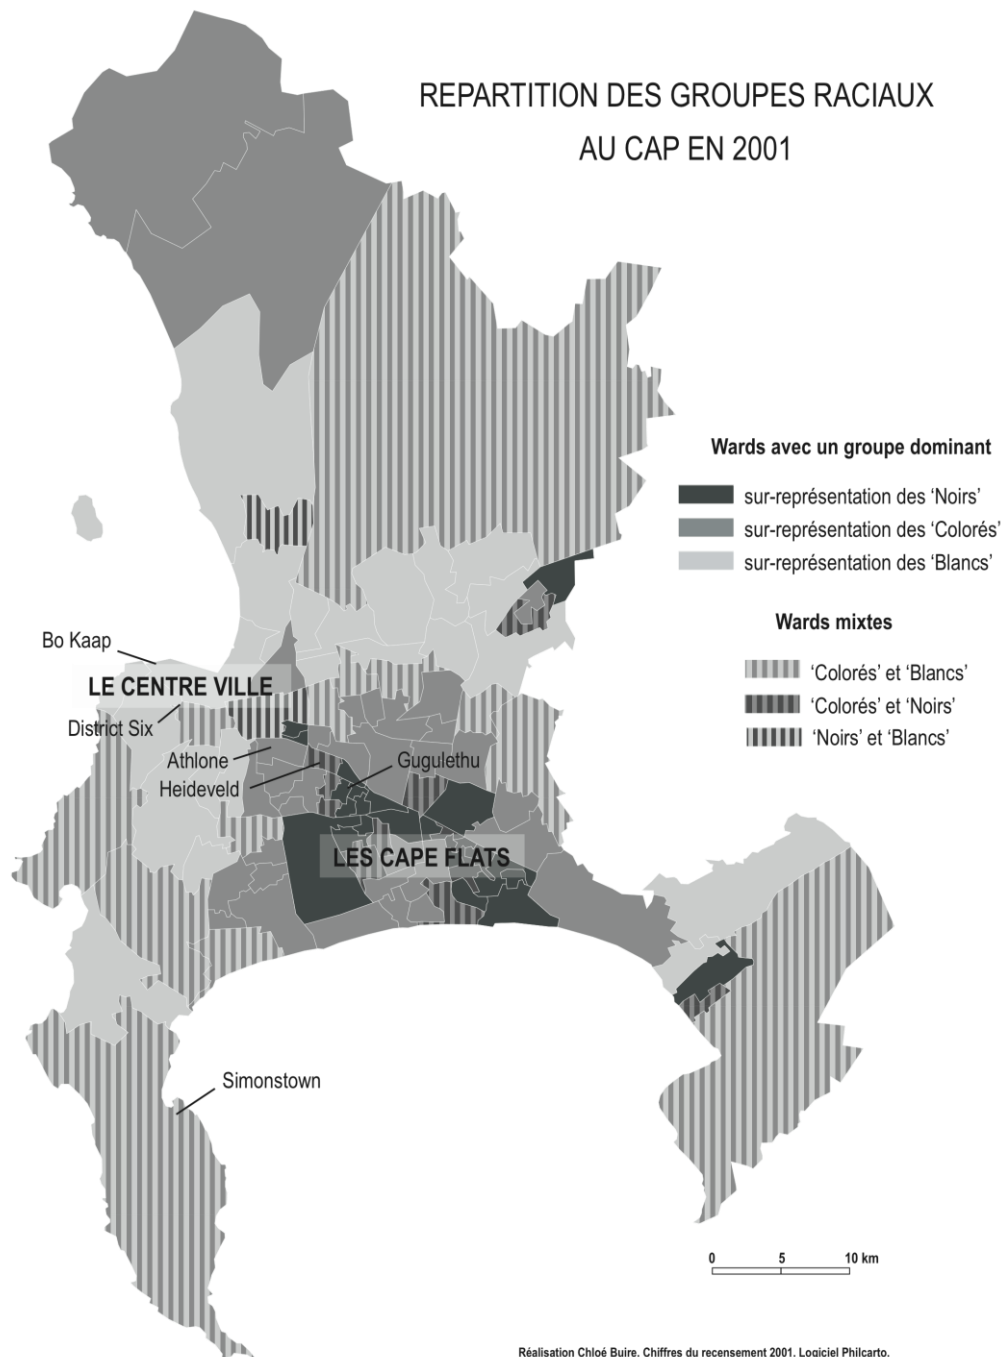 REPARTITION DES GROUPES RACIAUX
AU CAP EN 2001
Wards avec un groupe dominant
sur-représentation des ‘Noirs’
sur-représentation des ‘Colorés’
sur-représentation des ‘Blancs’
Wards mixtes
‘Colorés’ et ‘Blancs’
‘Colorés’ et ‘Noirs’
‘Noirs’ et ‘Blancs’
Bo Kaap
LE CENTRE VILLE
District Six
Athlone
Heideveld
Gugulethu
LES CAPE FLATS
Simonstown
0 5 10 km
Réalisation Chloé Buire. Chiffres du recensement 2001. Logiciel Philcarto.